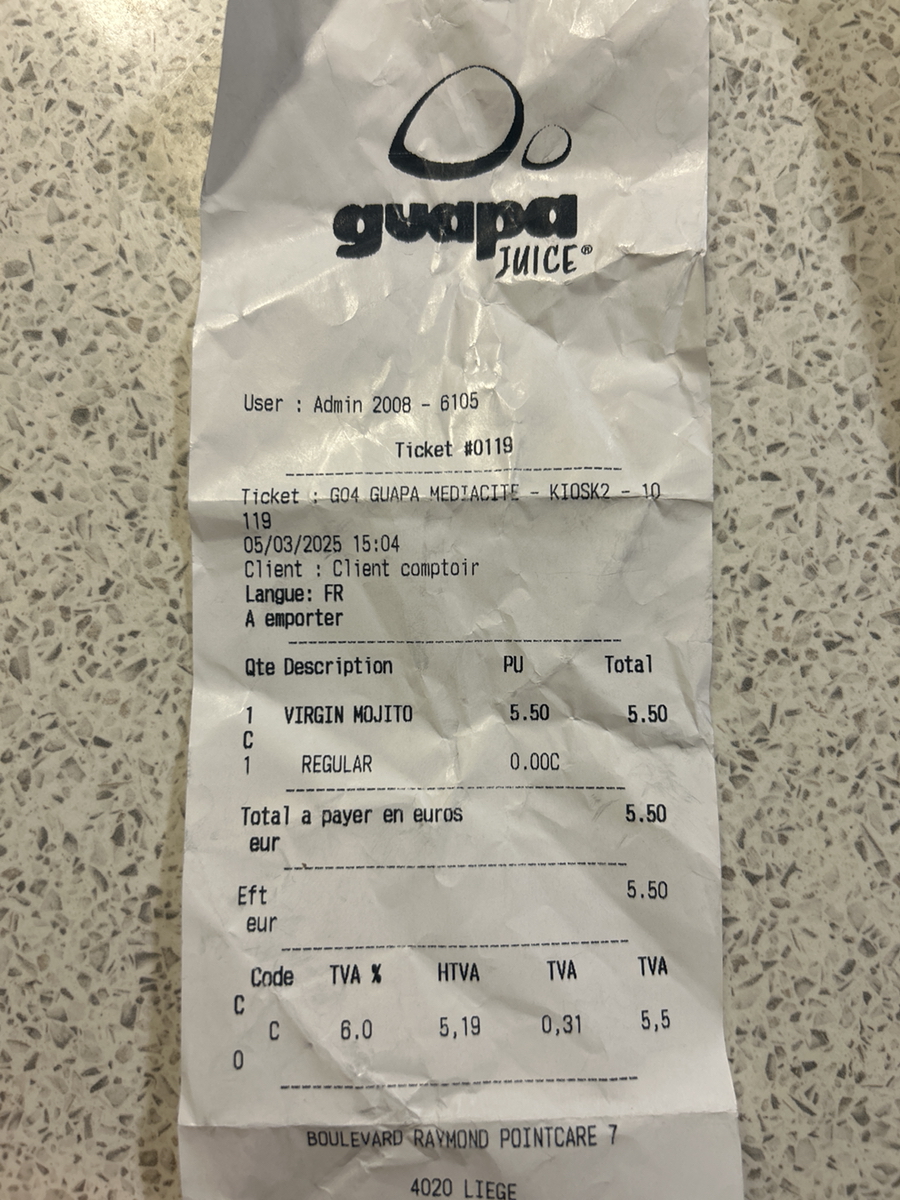 guapa
JUICE®
User : Admin 2008 - 6105
Ticket #0119
Ticket : GO4 GUAPA MEDIACITE - KIOSK2 - 10
119
05/03/2025 15:04
Client : Client comptoir
Langue: FR
A emporter
Qte Description PU Total
1 VIRGIN MOJITO 5.50 5.50
C
1 REGULAR 0.00C
Total a payer en euros 5.50
eur
Eft 5.50
eur
Code TVA % HTVA TVA TVA
C
C 6.0 5,19 0,31 5,5
0
BOULEVARD RAYMOND POINTCARE 7
4020 LIEGE